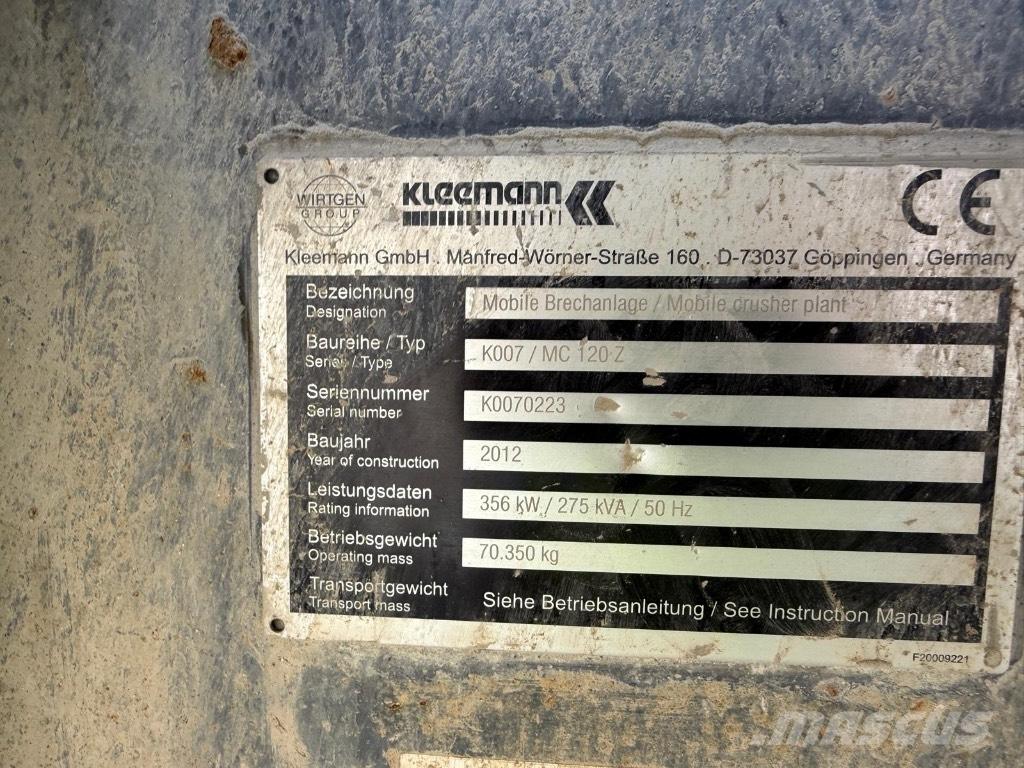 WIRTGEN
GROUP
KLEEMANN
CE
Kleemann GmbH . Manfred-Wörner-Straße 160 . D-73037 Göppingen . Germany
Bezeichnung
Designation
Mobile Brechanlage / Mobile crusher plant
Baureihe / Typ
Series / Type
K007 / MC 120 Z
Seriennummer
Serial number
K0070223
Baujahr
Year of construction
2012
Leistungsdaten
Rating information
356 kW / 275 kVA / 50 Hz
Betriebsgewicht
Operating mass
70.350 kg
Transportgewicht
Transport mass
Siehe Betriebsanleitung / See Instruction Manual
F20009221
MASCUS